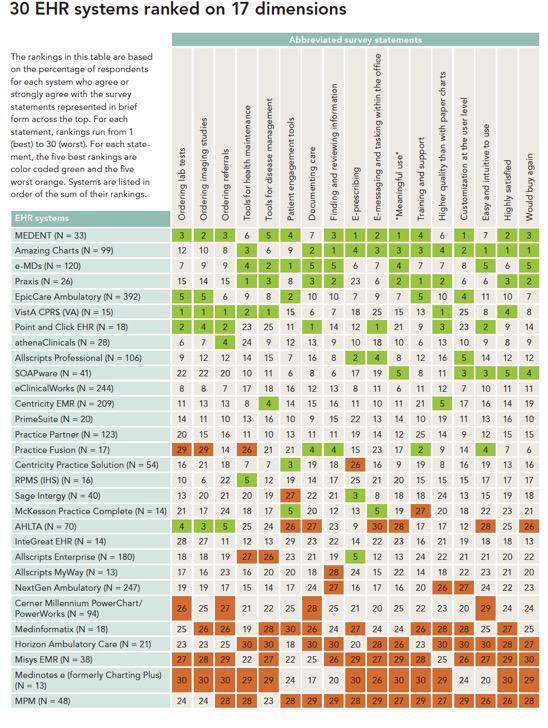 30 EHR systems ranked on 17 dimensions
The rankings in this table are based
on the percentage of respondents
for each system who agree or
strongly agree with the survey
statements represented in brief
form across the top. For each
statement, rankings run from 1
(best) to 30 (worst). For each state-
ment, the five best rankings are
color coded green and the five
worst orange. Systems are listed in
order of the sum of their rankings.
Abbreviated survey statements
Ordering lab tests
Ordering imaging studies
Ordering referrals
Tools for health maintenance
Tools for disease management
Patient engagement tools
Documenting care
Finding and reviewing information
E-prescribing
E-messaging and tasking within the office
"Meaningful use"
Training and support
Higher quality than with paper charts
Customization at the user level
Easy and intuitive to use
Highly satisfied
Would buy again
EHR systems
MEDENT (N = 33) 3 2 3 6 5 4 7 3 1 2 1 4 6 1 7 2 3
Amazing Charts (N = 99) 12 10 8 3 6 9 2 1 4 3 3 3 4 2 1 1 1
e-MDs (N = 120) 7 9 9 4 2 1 5 5 6 7 4 7 7 8 5 6 5
Praxis (N = 26) 15 14 15 1 3 8 3 2 23 6 2 1 2 6 6 3 2
EpicCare Ambulatory (N = 392) 5 5 6 9 8 2 10 10 7 9 7 5 10 4 11 10 7
VistA CPRS (VA) (N = 15) 1 1 1 2 1 15 6 7 18 25 15 13 1 25 8 4 8
Point and Click EHR (N = 18) 2 4 2 23 25 11 1 14 12 1 21 9 3 23 2 9 14
athenaClinicals (N = 28) 6 7 4 24 9 12 13 9 10 18 10 6 13 10 9 8 9
Allscripts Professional (N = 106) 9 12 12 14 15 7 16 8 2 4 8 12 16 5 14 12 12
SOAPware (N = 41) 22 22 20 10 11 6 8 6 17 19 5 8 11 3 3 5 4
eClinicalWorks (N = 244) 8 8 7 17 18 16 12 13 8 11 6 11 12 7 10 11 11
Centricity EMR (N = 209) 11 13 13 8 4 14 15 16 11 10 11 21 5 17 16 14 19
PrimeSuite (N = 20) 14 11 10 13 16 10 9 15 22 13 14 10 19 11 13 16 10
Practice Partner (N = 123) 20 15 16 11 10 13 11 11 19 14 12 25 14 9 12 15 15
Practice Fusion (N = 17) 29 29 14 26 21 21 4 4 15 23 17 2 9 14 4 7 6
Centricity Practice Solution (N = 54) 16 21 18 7 7 3 19 18 26 16 9 19 8 16 19 13 16
RPMS (IHS) (N = 16) 10 6 22 5 12 19 14 17 25 21 20 15 15 15 17 17 17
Sage Intergy (N = 40) 13 20 21 20 19 27 22 21 3 8 18 18 24 13 15 19 18
McKesson Practice Complete (N = 14) 21 17 24 18 17 5 20 12 13 5 19 27 18 19 18 20 13
AHLTA (N = 70) 4 3 5 25 24 26 27 23 9 30 28 17 17 12 28 25 26
InteGreat EHR (N = 14) 28 27 11 12 13 29 23 22 14 22 23 16 21 19 18 18 13
Allscripts Enterprise (N = 180) 18 18 19 27 26 23 21 19 5 12 13 24 22 22 21 20 22
Allscripts MyWay (N = 13) 17 16 23 16 20 20 18 28 24 15 22 14 18 22 23 21 21
NextGen Ambulatory (N = 247) 19 19 17 15 14 17 24 27 16 17 16 20 26 27 24 22 23
Cerner Millennium PowerChart/
PowerWorks (N = 94) 26 25 27 21 22 25 28 25 21 20 25 22 23 20 29 24 24
Medinformatix (N = 18) 25 26 26 19 28 30 26 24 27 24 24 26 28 28 25 27 25
Horizon Ambulatory Care (N = 21) 23 23 25 30 30 18 30 30 20 28 26 23 30 30 30 28 27
Misys EMR (N = 38) 27 28 29 22 27 22 25 26 29 27 29 28 25 26 27 29 30
Medinotes e (formerly Charting Plus)
(N = 13) 30 30 30 29 29 24 17 20 30 26 30 30 29 24 20 30 29
MPM (N = 48) 24 24 28 28 23 28 29 29 28 29 27 29 27 29 26 26 28